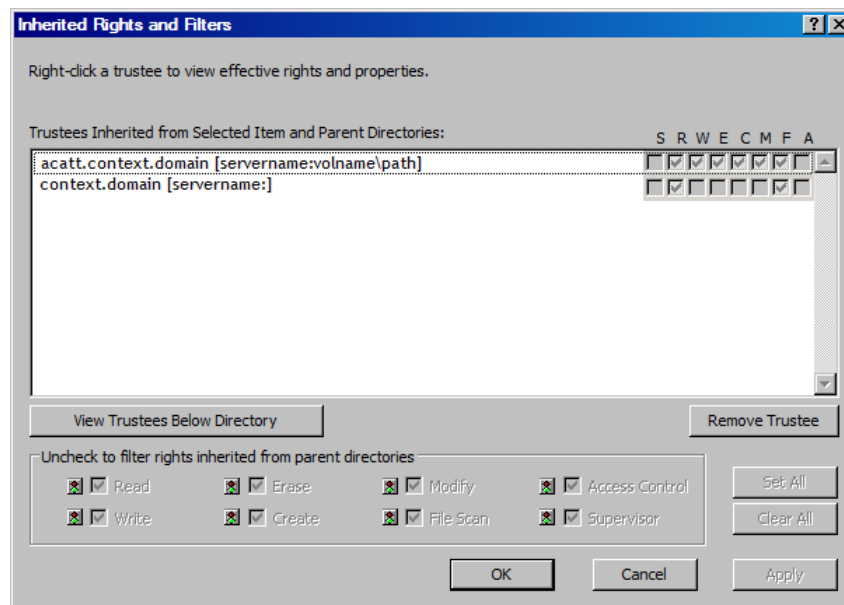 Inherited Rights and Filters
Right-click a trustee to view effective rights and properties.
Trustees Inherited from Selected Item and Parent Directories: S R W E C M F A
acatt.context.domain [servername:volname\path]
context.domain [servername:]
View Trustees Below Directory Remove Trustee
Uncheck to filter rights inherited from parent directories
Read Erase Modify Access Control Set All
Write Create File Scan Supervisor Clear All
OK Cancel Apply